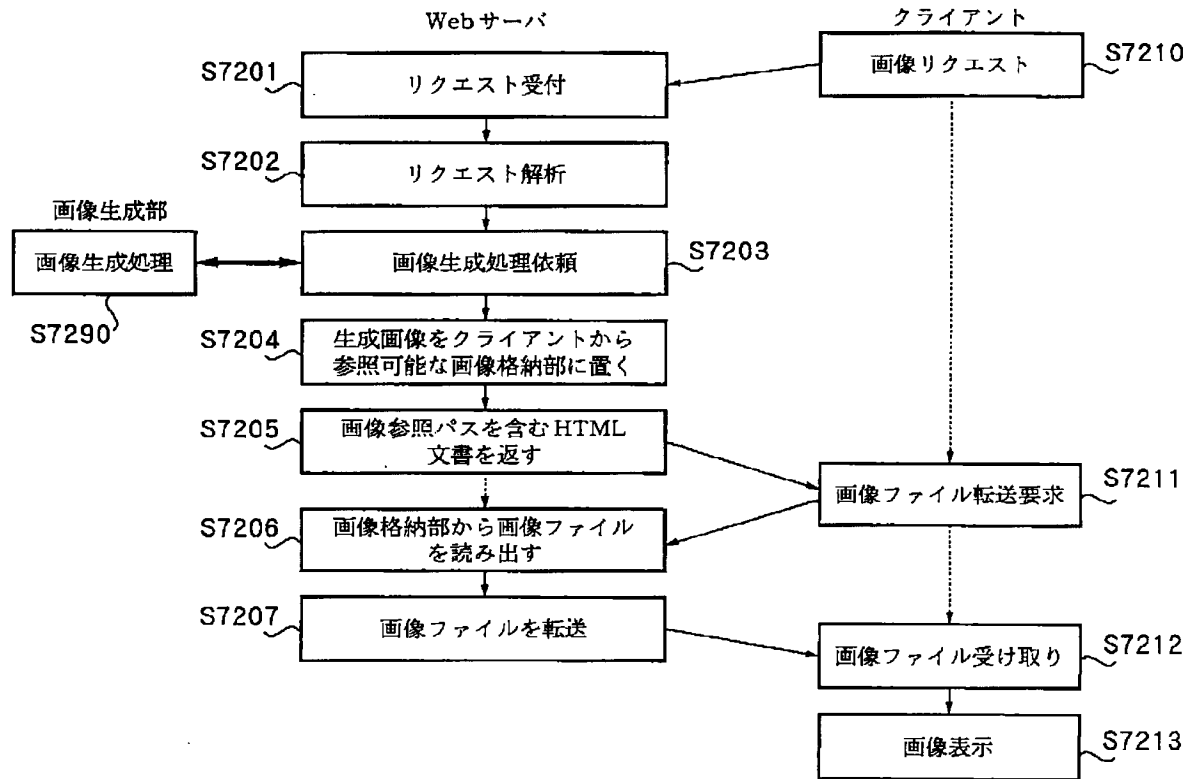 Webサーバ
クライアント
S7201
リクエスト受付
画像リクエスト
S7210
S7202
リクエスト解析
画像生成部
画像生成処理
画像生成処理依頼
S7203
S7290
S7204
生成画像をクライアントから
参照可能な画像格納部に置く
S7205
画像参照パスを含むHTML
文書を返す
画像ファイル転送要求
S7211
S7206
画像格納部から画像ファイル
を読み出す
S7207
画像ファイルを転送
画像ファイル受け取り
S7212
画像表示
S7213